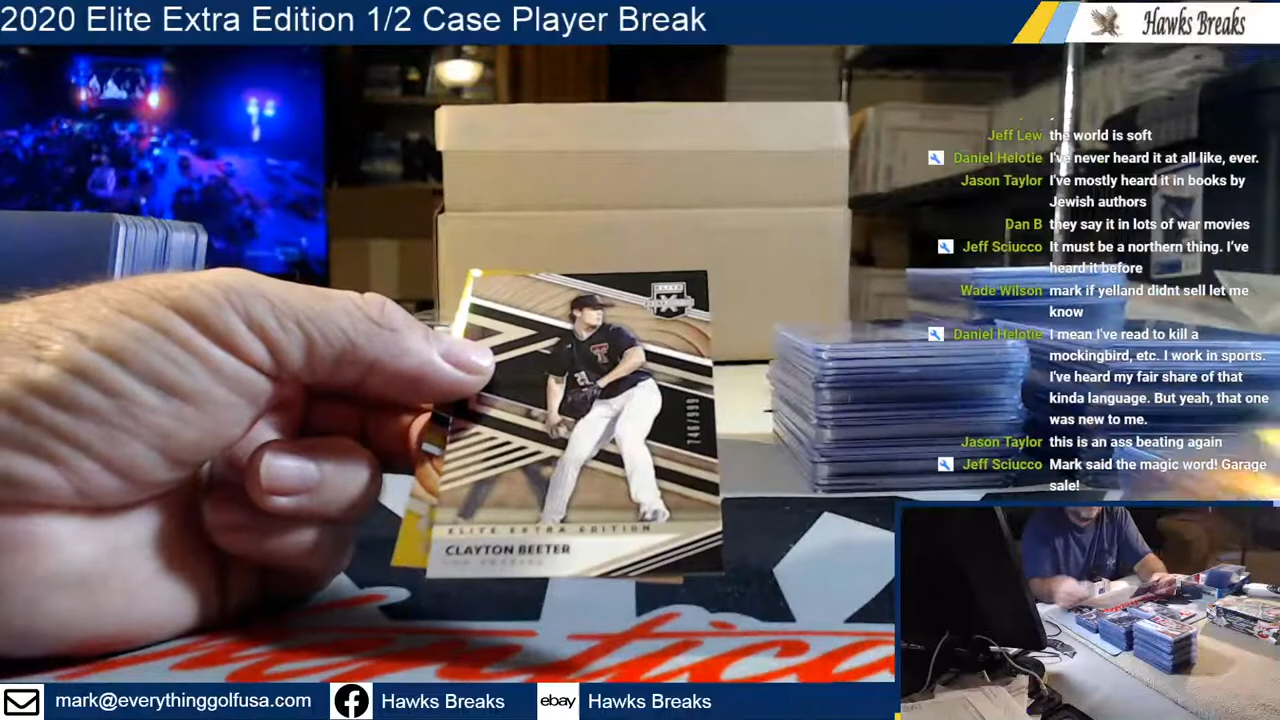 2020 Elite Extra Edition 1/2 Case Player Break
Hawks Breaks
Jeff Lew the world is soft
Daniel Helotie I've never heard it at all like, ever.
Jason Taylor I've mostly heard it in books by
Jewish authors
Dan B they say it in lots of war movies
Jeff Sciucco It must be a northern thing. I've
heard it before
Wade Wilson mark if yelland didnt sell let me
know
Daniel Helotie I mean I've read to kill a
mockingbird, etc. I work in sports.
I've heard my fair share of that
kinda language. But yeah, that one
was new to me.
Jason Taylor this is an ass beating again
Jeff Sciucco Mark said the magic word! Garage
sale!
ELITE
746/999
ELITE EXTRA EDITION
CLAYTON BEETER
mark@everythinggolfusa.com
Hawks Breaks
ebay
Hawks Breaks